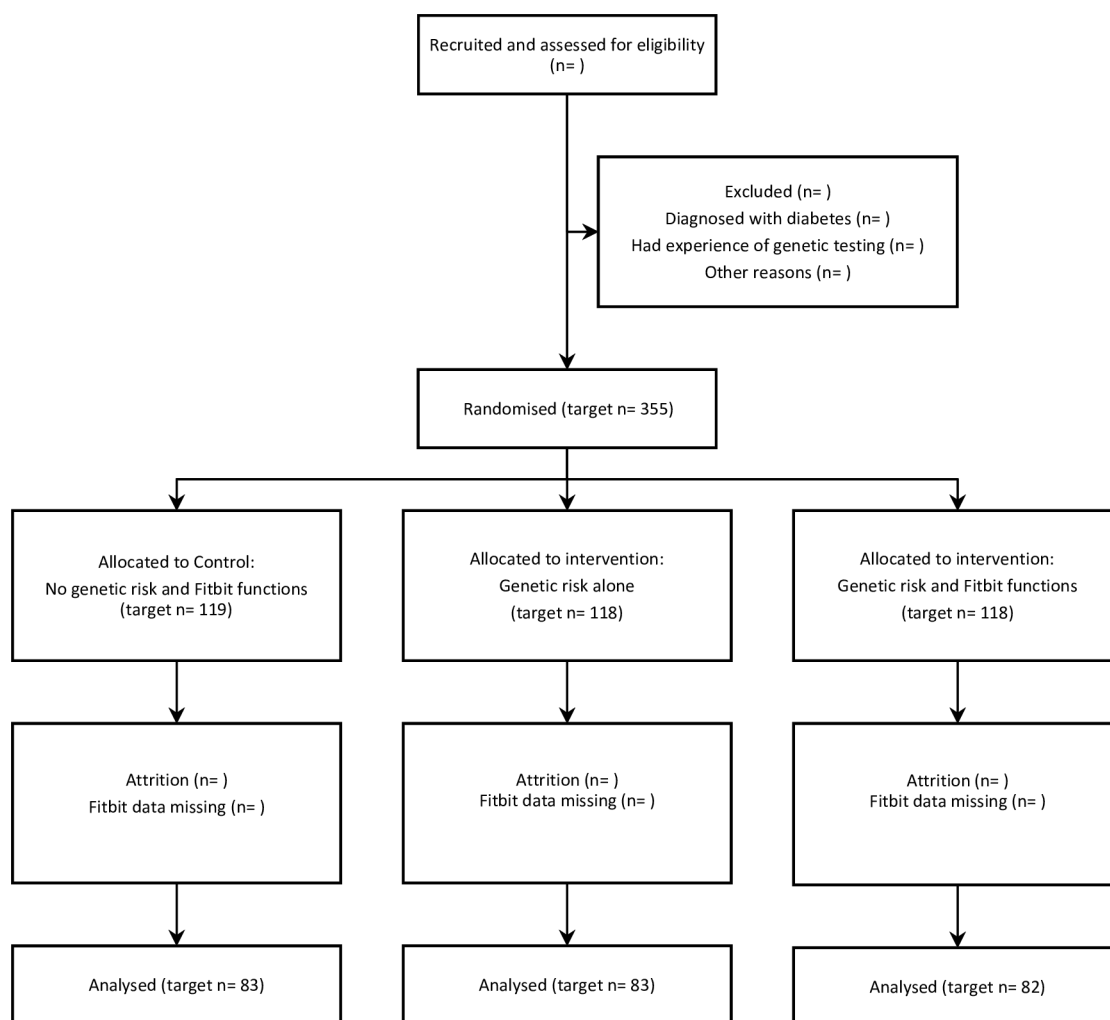 Recruited and assessed for eligibility
(n= )
Excluded (n= )
Diagnosed with diabetes (n= )
Had experience of genetic testing (n= )
Other reasons (n= )
Randomised (target n= 355)
Allocated to Control:
No genetic risk and Fitbit functions
(target n= 119)
Allocated to intervention:
Genetic risk alone
(target n= 118)
Allocated to intervention:
Genetic risk and Fitbit functions
(target n= 118)
Attrition (n= )
Fitbit data missing (n= )
Attrition (n= )
Fitbit data missing (n= )
Attrition (n= )
Fitbit data missing (n= )
Analysed (target n= 83)
Analysed (target n= 83)
Analysed (target n= 82)